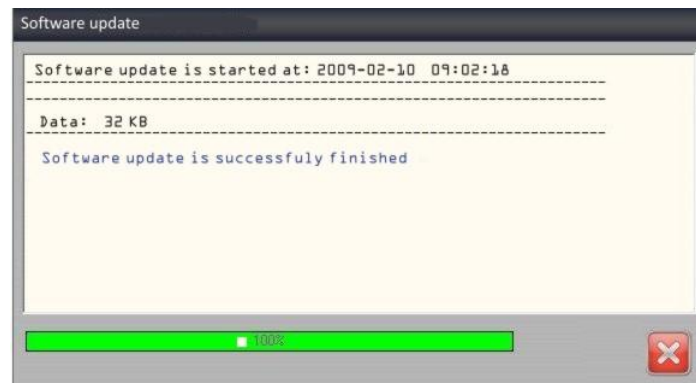 Software update
Software update is started at: 2009-02-10 09:02:18
Data: 32 KB
Software update is successfuly finished
100%